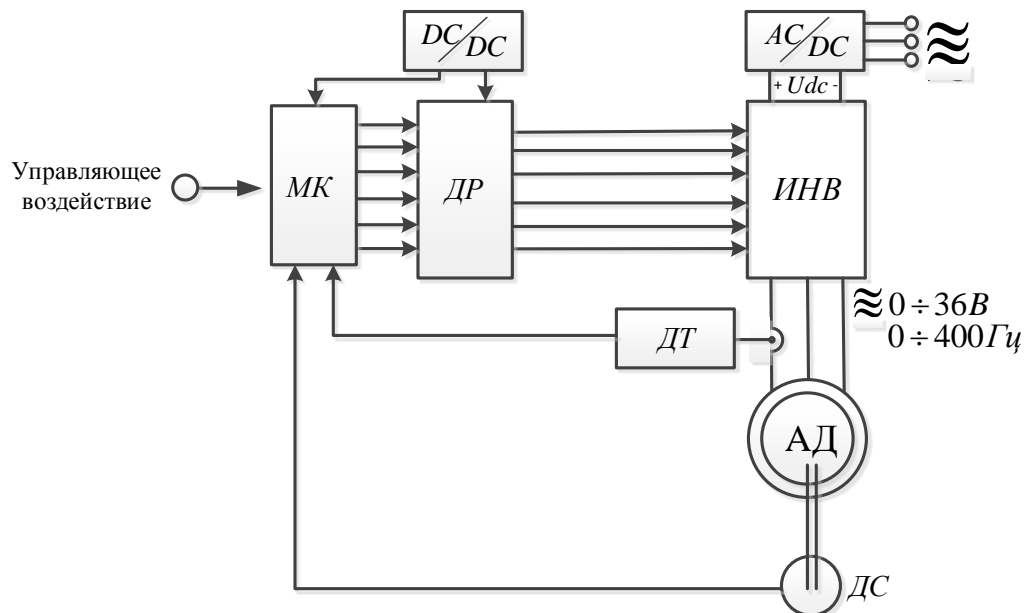 DC/DC
AC/DC
+ Udc -
Управляющее
воздействие
МК
ДР
ИНВ
≈ 0 ÷ 36В
0 ÷ 400Гц
ДТ
АД
ДС